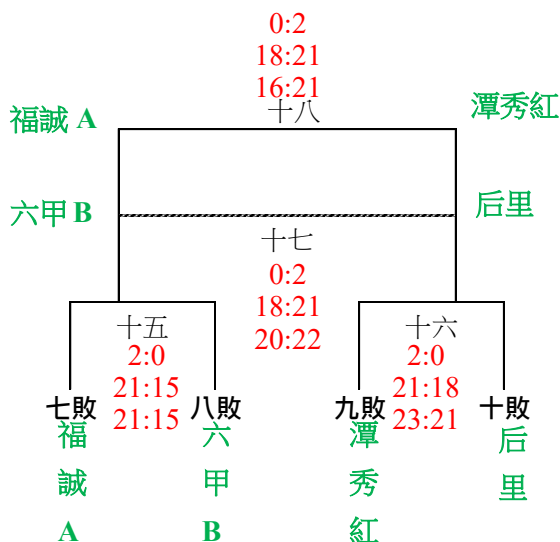 0:2
18:21
16:21
十八
福誠 A
潭秀紅
六甲 B
后里
十七
0:2
18:21
20:22
十五
2:0
21:15
21:15
十六
2:0
21:18
23:21
七敗
八敗
九敗
十敗
福誠A
六甲B
潭秀紅
后里